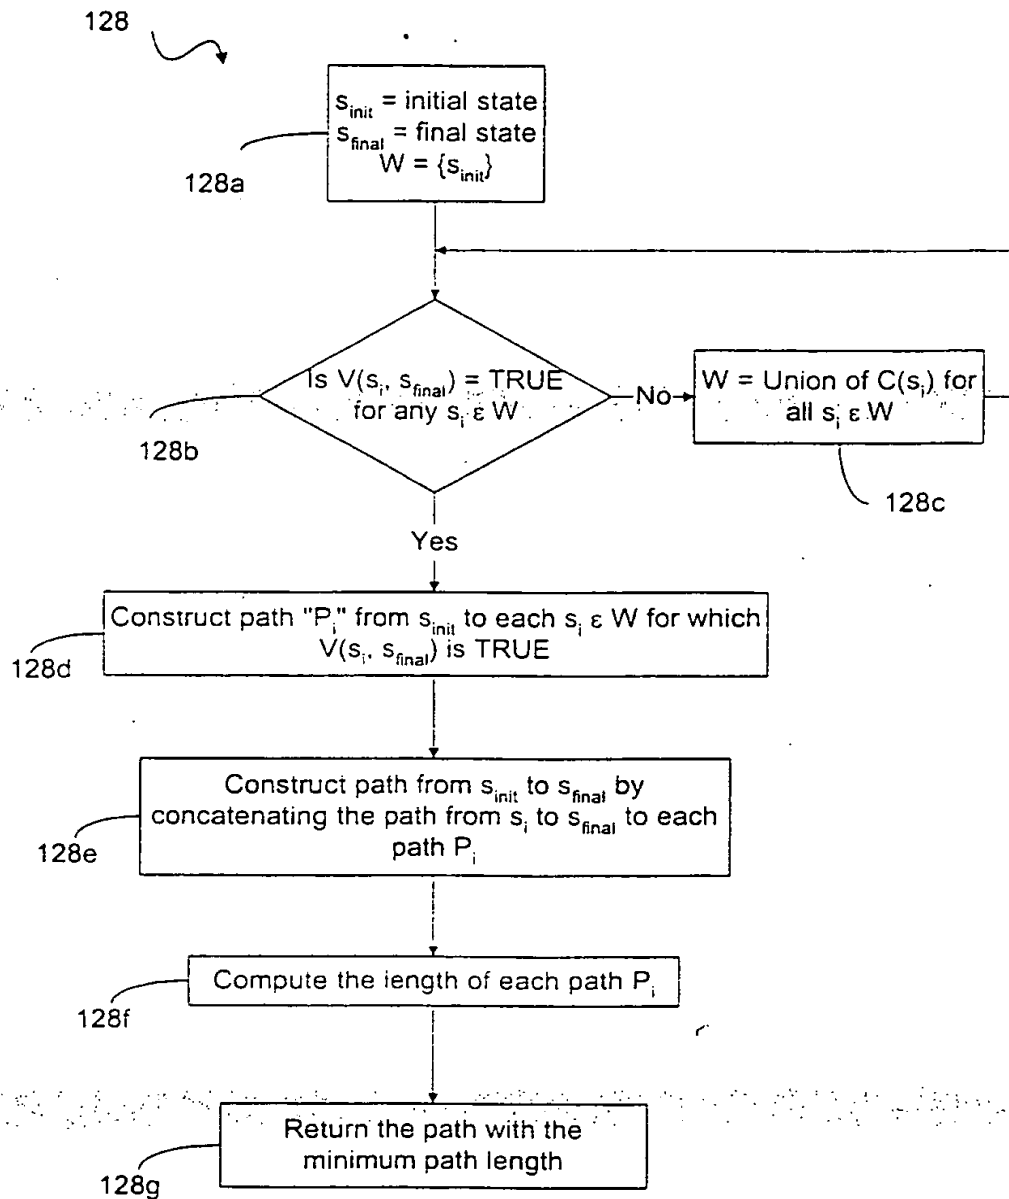 128
s_init = initial state
s_final = final state
W = {s_init}
128a
Is V(s_i, s_final) = TRUE
for any s_i ε W
128b
No
W = Union of C(s_i) for
all s_i ε W
128c
Yes
Construct path "P_i" from s_init to each s_i ε W for which
V(s_i, s_final) is TRUE
128d
Construct path from s_init to s_final by
concatenating the path from s_i to s_final to each
path P_i
128e
Compute the length of each path P_i
128f
Return the path with the
minimum path length
128g